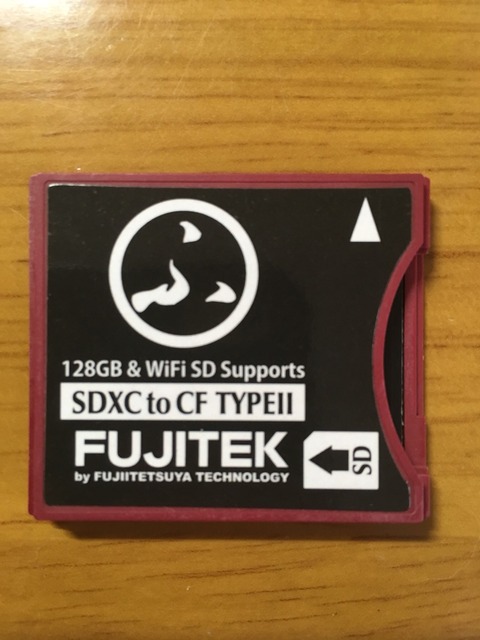 128GB & WiFi SD Supports
SDXC to CF TYPEII
FUJITEK
by FUJIITETSUYA TECHNOLOGY
SD